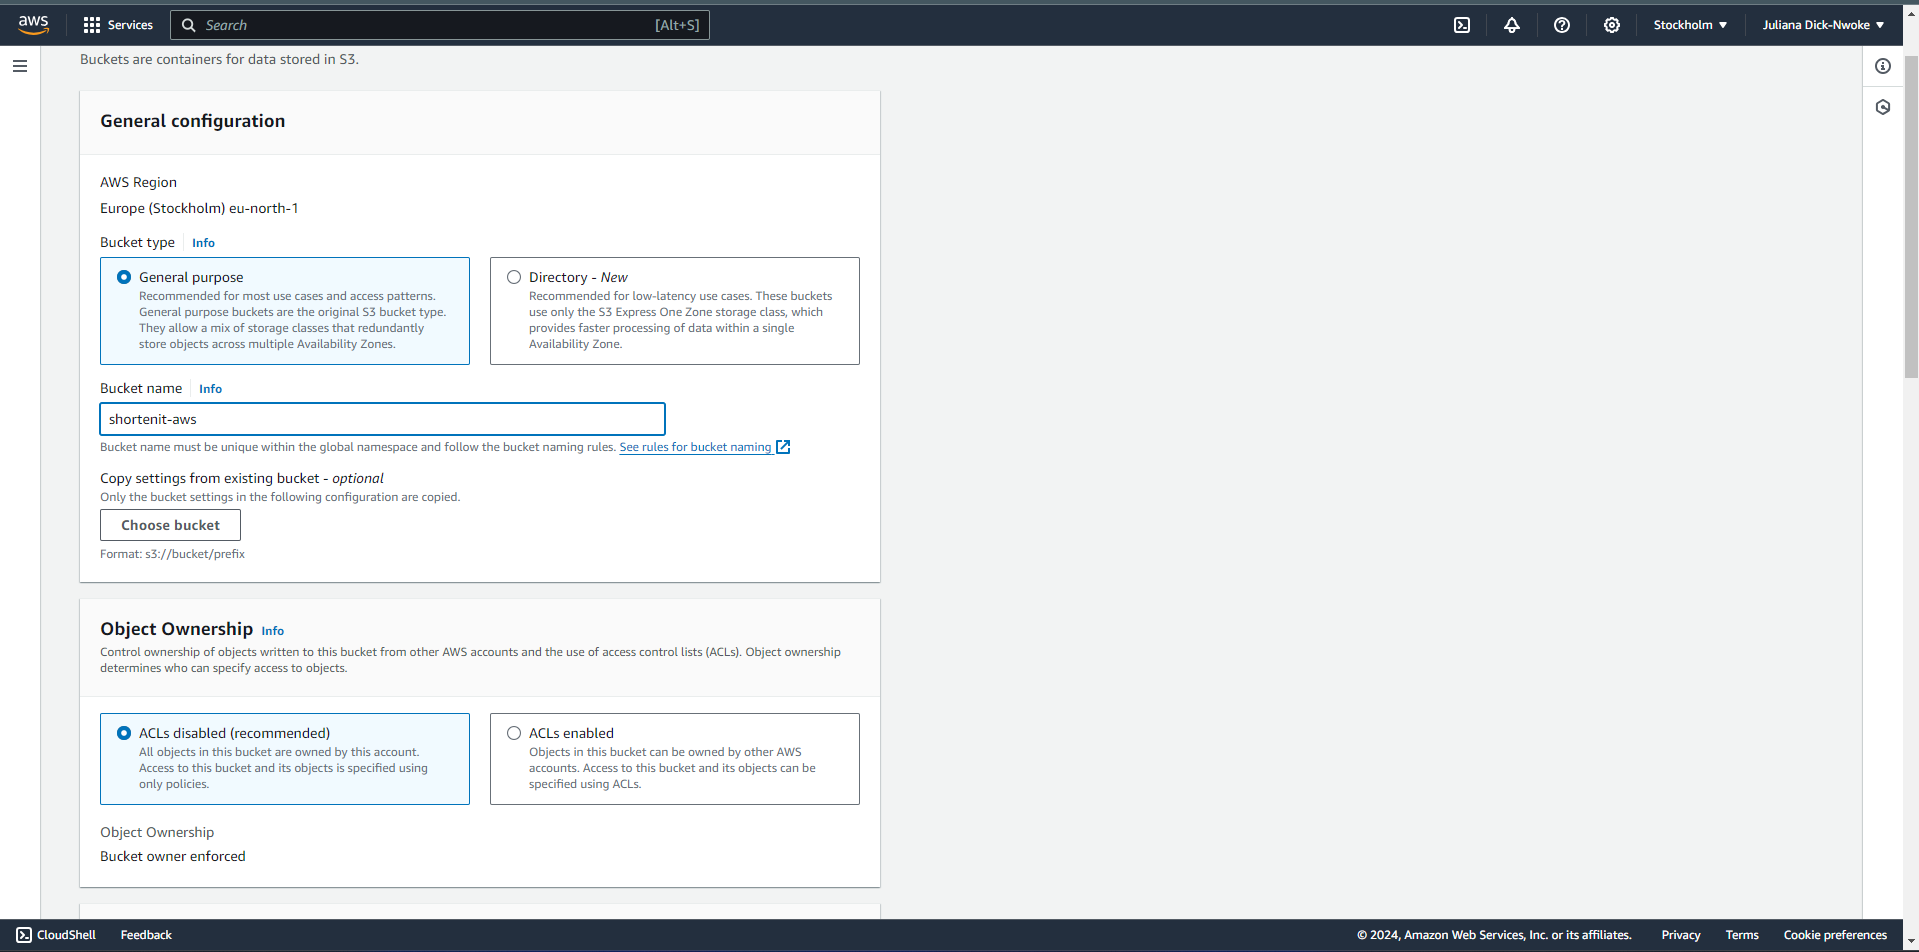 aws
Services
Search
[Alt+S]
Stockholm
Juliana Dick-Nwoke
Buckets are containers for data stored in S3.
General configuration
AWS Region
Europe (Stockholm) eu-north-1
Bucket type
Info
General purpose
Recommended for most use cases and access patterns.
General purpose buckets are the original S3 bucket type.
They allow a mix of storage classes that redundantly
store objects across multiple Availability Zones.
Directory - New
Recommended for low-latency use cases. These buckets
use only the S3 Express One Zone storage class, which
provides faster processing of data within a single
Availability Zone.
Bucket name
Info
shortenit-aws
Bucket name must be unique within the global namespace and follow the bucket naming rules. See rules for bucket naming
Copy settings from existing bucket - optional
Only the bucket settings in the following configuration are copied.
Choose bucket
Format: s3://bucket/prefix
Object Ownership Info
Control ownership of objects written to this bucket from other AWS accounts and the use of access control lists (ACLs). Object ownership
determines who can specify access to objects.
ACLs disabled (recommended)
All objects in this bucket are owned by this account.
Access to this bucket and its objects is specified using
only policies.
ACLs enabled
Objects in this bucket can be owned by other AWS
accounts. Access to this bucket and its objects can be
specified using ACLs.
Object Ownership
Bucket owner enforced
CloudShell
Feedback
© 2024, Amazon Web Services, Inc. or its affiliates.
Privacy
Terms
Cookie preferences